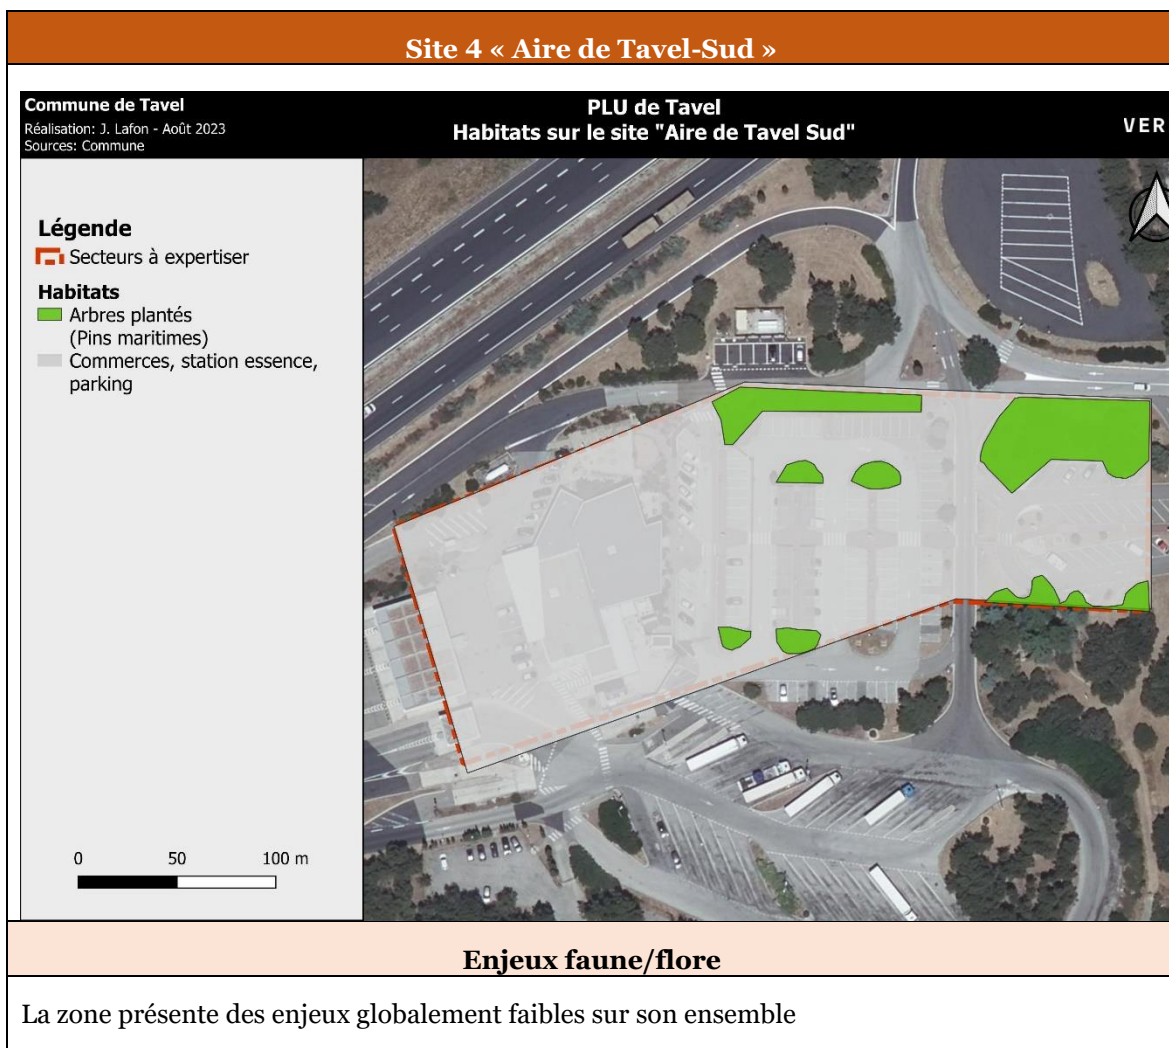 Site 4 « Aire de Tavel-Sud »
Commune de Tavel
Réalisation: J. Lafon - Août 2023
Sources: Commune
PLU de Tavel
Habitats sur le site "Aire de Tavel Sud"
VER
Légende
Secteurs à expertiser
Habitats
Arbres plantés
(Pins maritimes)
Commerces, station essence,
parking
0 50 100 m
Enjeux faune/flore
La zone présente des enjeux globalement faibles sur son ensemble